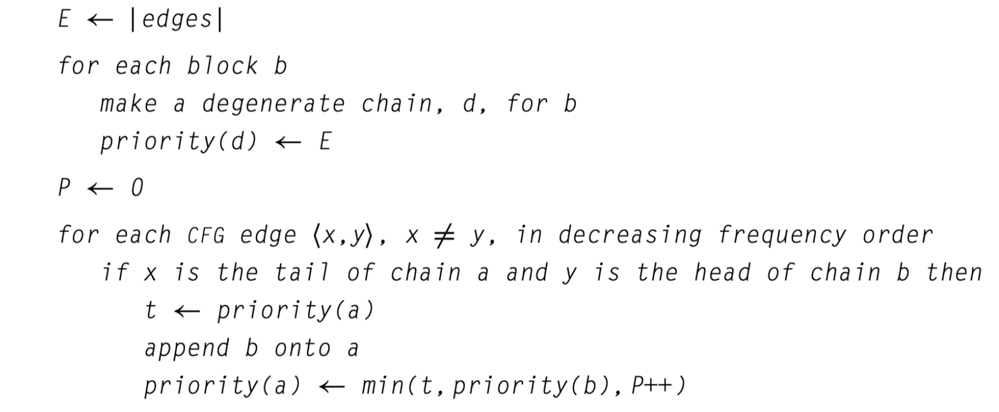 E ← |edges|
for each block b
make a degenerate chain, d, for b
priority(d) ← E
P ← 0
for each CFG edge ⟨x,y⟩, x ≠ y, in decreasing frequency order
if x is the tail of chain a and y is the head of chain b then
t ← priority(a)
append b onto a
priority(a) ← min(t,priority(b),P++)